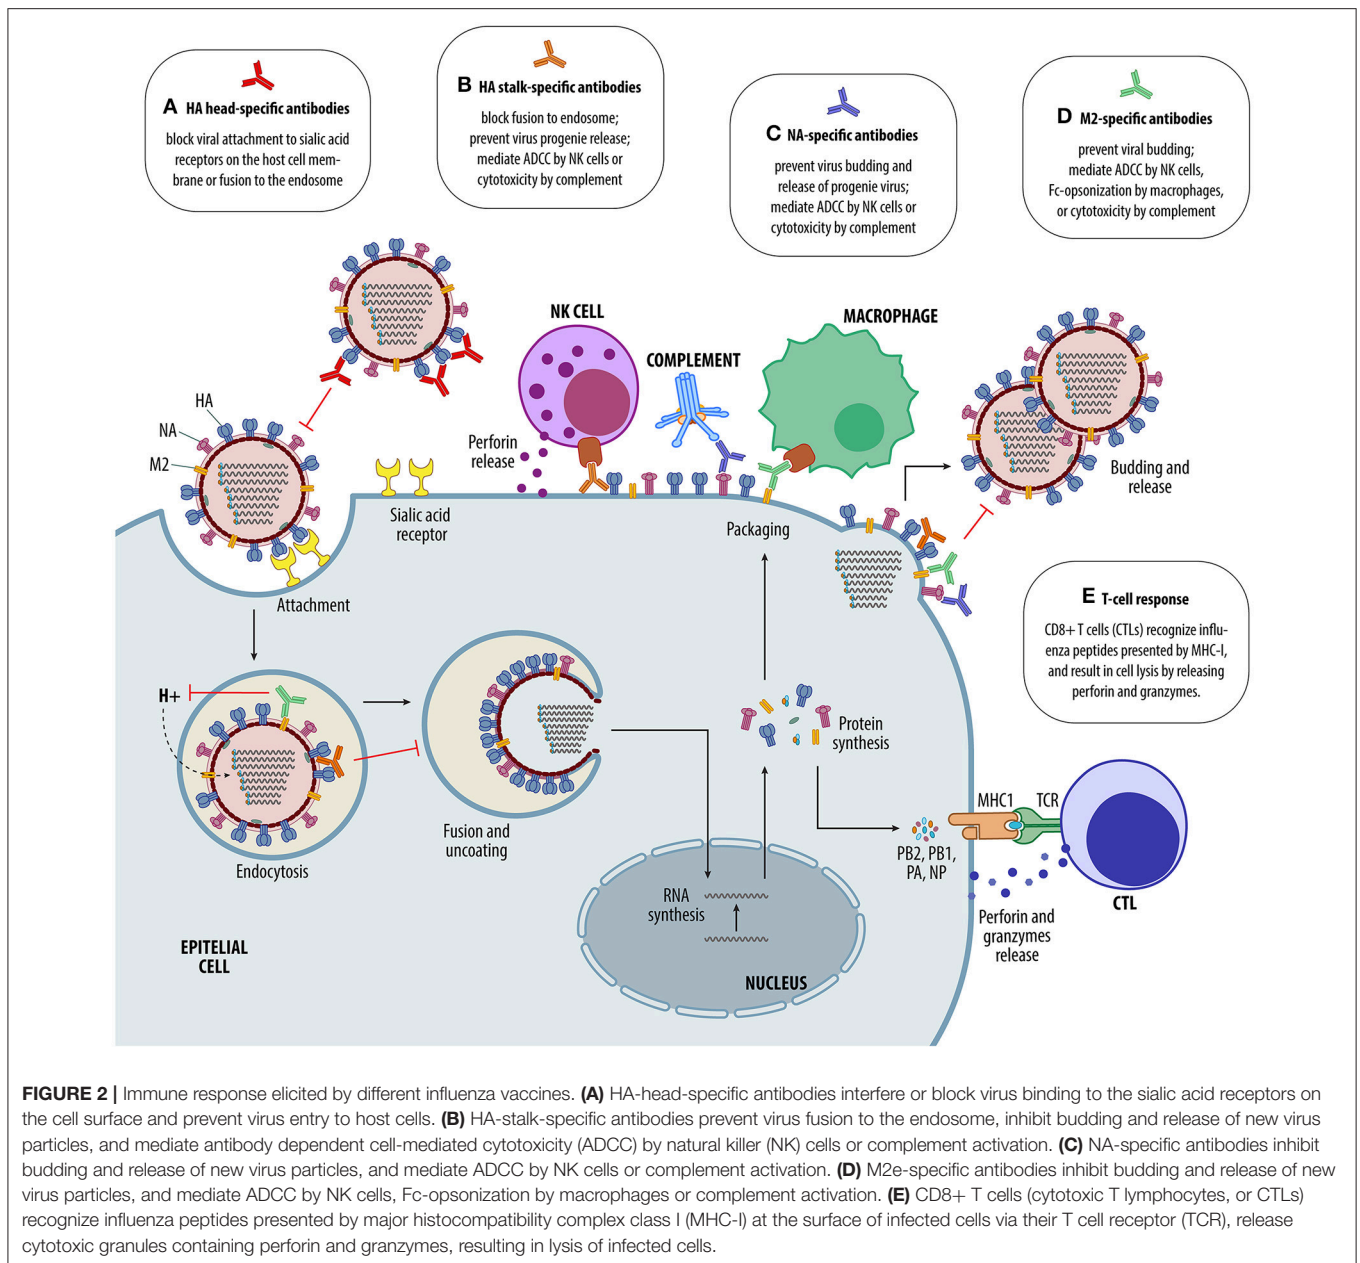 A HA head-specific antibodies
block viral attachment to sialic acid
receptors on the host cell mem-
brane or fusion to the endosome
B HA stalk-specific antibodies
block fusion to endosome;
prevent virus progenie release;
mediate ADCC by NK cells or
cytotoxicity by complement
C NA-specific antibodies
prevent virus budding and
release of progenie virus;
mediate ADCC by NK cells or
cytotoxicity by complement
D M2-specific antibodies
prevent viral budding;
mediate ADCC by NK cells,
Fc-opsonization by macrophages,
or cytotoxicity by complement
NK CELL
COMPLEMENT
MACROPHAGE
HA
NA
M2
Perforin
release
Sialic acid
receptor
Attachment
Packaging
Budding and
release
E T-cell response
CD8+ T cells (CTLs) recognize influ-
enza peptides presented by MHC-I,
and result in cell lysis by releasing
perforin and granzymes.
H+
Endocytosis
Fusion and
uncoating
Protein
synthesis
MHC1
TCR
PB2, PB1,
PA, NP
CTL
Perforin and
granzymes
release
RNA
synthesis
NUCLEUS
EPITELIAL
CELL
FIGURE 2 | Immune response elicited by different influenza vaccines. (A) HA-head-specific antibodies interfere or block virus binding to the sialic acid receptors on
the cell surface and prevent virus entry to host cells. (B) HA-stalk-specific antibodies prevent virus fusion to the endosome, inhibit budding and release of new virus
particles, and mediate antibody dependent cell-mediated cytotoxicity (ADCC) by natural killer (NK) cells or complement activation. (C) NA-specific antibodies inhibit
budding and release of new virus particles, and mediate ADCC by NK cells or complement activation. (D) M2e-specific antibodies inhibit budding and release of new
virus particles, and mediate ADCC by NK cells, Fc-opsonization by macrophages or complement activation. (E) CD8+ T cells (cytotoxic T lymphocytes, or CTLs)
recognize influenza peptides presented by major histocompatibility complex class I (MHC-I) at the surface of infected cells via their T cell receptor (TCR), release
cytotoxic granules containing perforin and granzymes, resulting in lysis of infected cells.